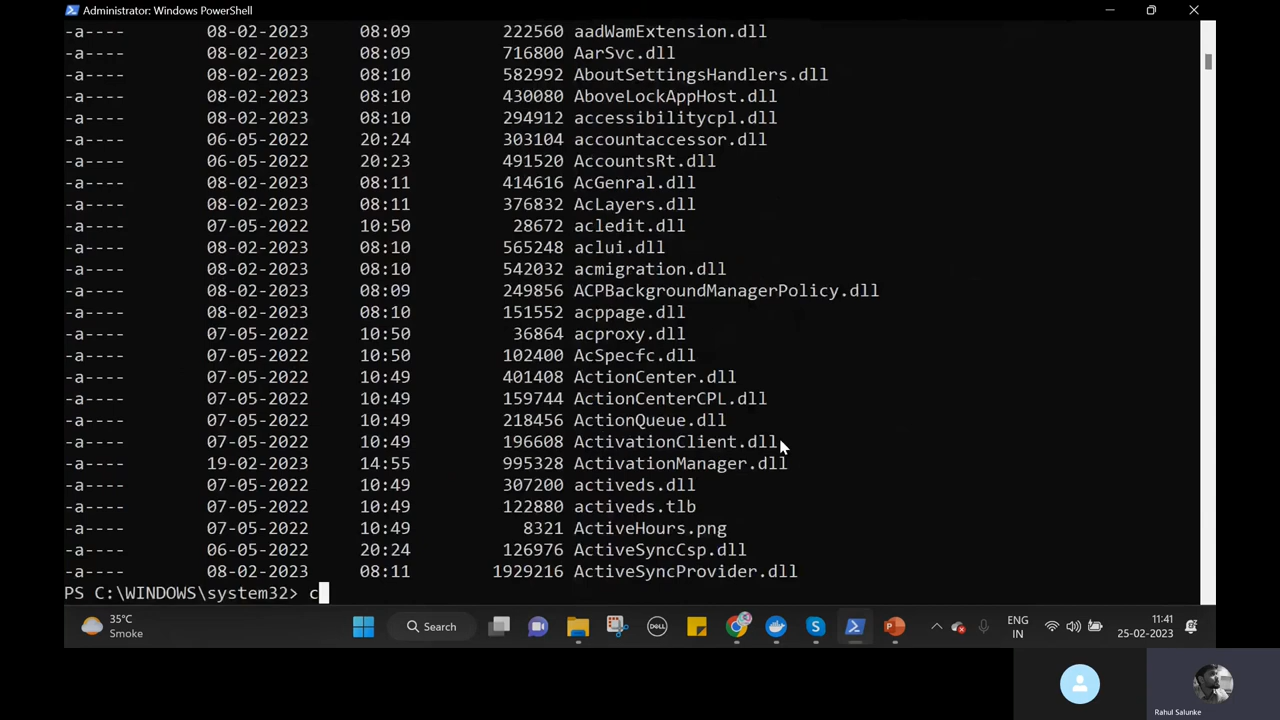 Administrator: Windows PowerShell
-a---- 08-02-2023 08:09 222560 aadWamExtension.dll
-a---- 08-02-2023 08:09 716800 AarSvc.dll
-a---- 08-02-2023 08:10 582992 AboutSettingsHandlers.dll
-a---- 08-02-2023 08:10 430080 AboveLockAppHost.dll
-a---- 08-02-2023 08:10 294912 accessibilitycpl.dll
-a---- 06-05-2022 20:24 303104 accountaccessor.dll
-a---- 06-05-2022 20:23 491520 AccountsRt.dll
-a---- 08-02-2023 08:11 414616 AcGenral.dll
-a---- 08-02-2023 08:11 376832 AcLayers.dll
-a---- 07-05-2022 10:50 28672 acledit.dll
-a---- 08-02-2023 08:10 565248 aclui.dll
-a---- 08-02-2023 08:10 542032 acmigration.dll
-a---- 08-02-2023 08:09 249856 ACPBackgroundManagerPolicy.dll
-a---- 08-02-2023 08:10 151552 acppage.dll
-a---- 07-05-2022 10:50 36864 acproxy.dll
-a---- 07-05-2022 10:50 102400 AcSpecfc.dll
-a---- 07-05-2022 10:49 401408 ActionCenter.dll
-a---- 07-05-2022 10:49 159744 ActionCenterCPL.dll
-a---- 07-05-2022 10:49 218456 ActionQueue.dll
-a---- 07-05-2022 10:49 196608 ActivationClient.dll
-a---- 19-02-2023 14:55 995328 ActivationManager.dll
-a---- 07-05-2022 10:49 307200 activeds.dll
-a---- 07-05-2022 10:49 122880 activeds.tlb
-a---- 07-05-2022 10:49 8321 ActiveHours.png
-a---- 06-05-2022 20:24 126976 ActiveSyncCsp.dll
-a---- 08-02-2023 08:11 1929216 ActiveSyncProvider.dll
PS C:\WINDOWS\system32> c
35°C
Smoke
Search
DELL
ENG
IN
11:41
25-02-2023
Rahul Salunke